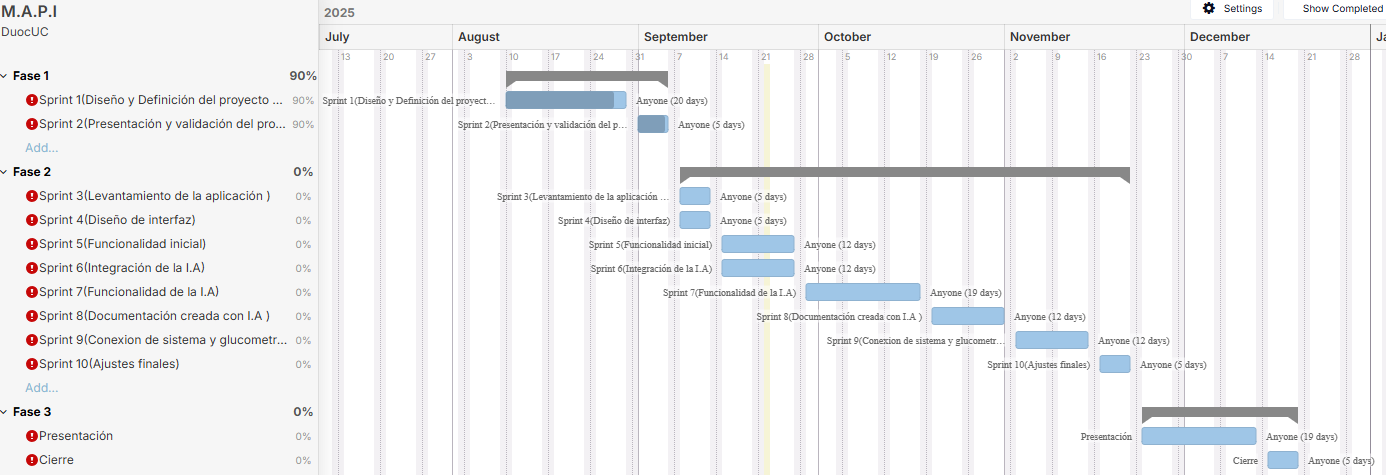 M.A.P.I
DuocUC
2025
Settings
Show Completed
July August September October November December Ja
13 20 27 3 10 17 24 31 7 14 21 28 5 12 19 26 2 9 16 23 30 7 14 21 28
Fase 1 90%
Sprint 1(Diseño y Definición del proyecto ... 90% Sprint 1(Diseño y Definición del proyect... Anyone (20 days)
Sprint 2(Presentación y validación del pro... 90% Sprint 2(Presentación y validación del p... Anyone (5 days)
Add...
Fase 2 0%
Sprint 3(Levantamiento de la aplicación ) 0% Sprint 3(Levantamiento de la aplicación ... Anyone (5 days)
Sprint 4(Diseño de interfaz) 0% Sprint 4(Diseño de interfaz) Anyone (5 days)
Sprint 5(Funcionalidad inicial) 0% Sprint 5(Funcionalidad inicial) Anyone (12 days)
Sprint 6(Integración de la I.A) 0% Sprint 6(Integración de la I.A) Anyone (12 days)
Sprint 7(Funcionalidad de la I.A) 0% Sprint 7(Funcionalidad de la I.A) Anyone (19 days)
Sprint 8(Documentación creada con I.A ) 0% Sprint 8(Documentación creada con I.A ) Anyone (12 days)
Sprint 9(Conexion de sistema y glucometr... 0% Sprint 9(Conexion de sistema y glucometr... Anyone (12 days)
Sprint 10(Ajustes finales) 0% Sprint 10(Ajustes finales) Anyone (5 days)
Add...
Fase 3 0%
Presentación 0% Presentación Anyone (19 days)
Cierre 0% Cierre Anyone (5 days)